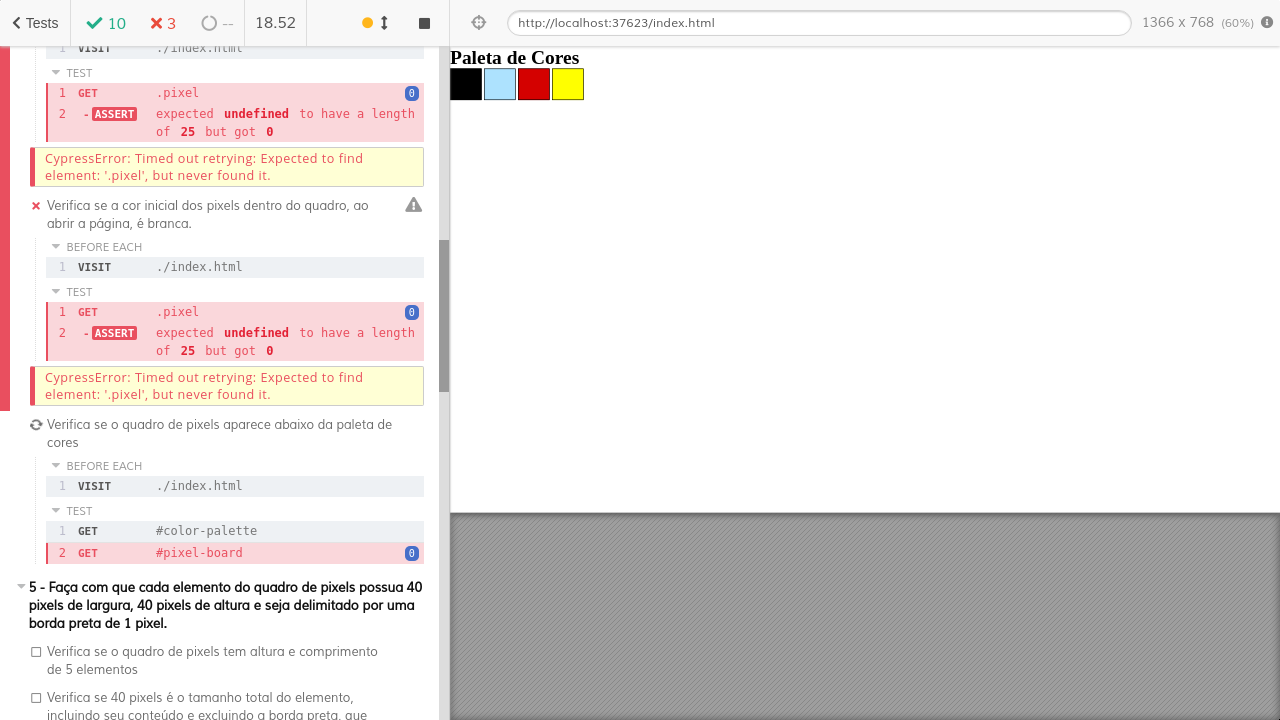 Tests 10 3 -- 18.52
http://localhost:37623/index.html 1366 x 768 (60%)
1 VISIT ./index.html
TEST
1 GET .pixel 0
2 -ASSERT expected undefined to have a length
of 25 but got 0
CypressError: Timed out retrying: Expected to find
element: '.pixel', but never found it.
Verifica se a cor inicial dos pixels dentro do quadro, ao
abrir a página, é branca.
BEFORE EACH
1 VISIT ./index.html
TEST
1 GET .pixel 0
2 -ASSERT expected undefined to have a length
of 25 but got 0
CypressError: Timed out retrying: Expected to find
element: '.pixel', but never found it.
Verifica se o quadro de pixels aparece abaixo da paleta de
cores
BEFORE EACH
1 VISIT ./index.html
TEST
1 GET #color-palette
2 GET #pixel-board 0
5 - Faça com que cada elemento do quadro de pixels possua 40
pixels de largura, 40 pixels de altura e seja delimitado por uma
borda preta de 1 pixel.
Verifica se o quadro de pixels tem altura e comprimento
de 5 elementos
Verifica se 40 pixels é o tamanho total do elemento,
incluindo seu conteúdo e excluindo a borda preta, que
Paleta de Cores